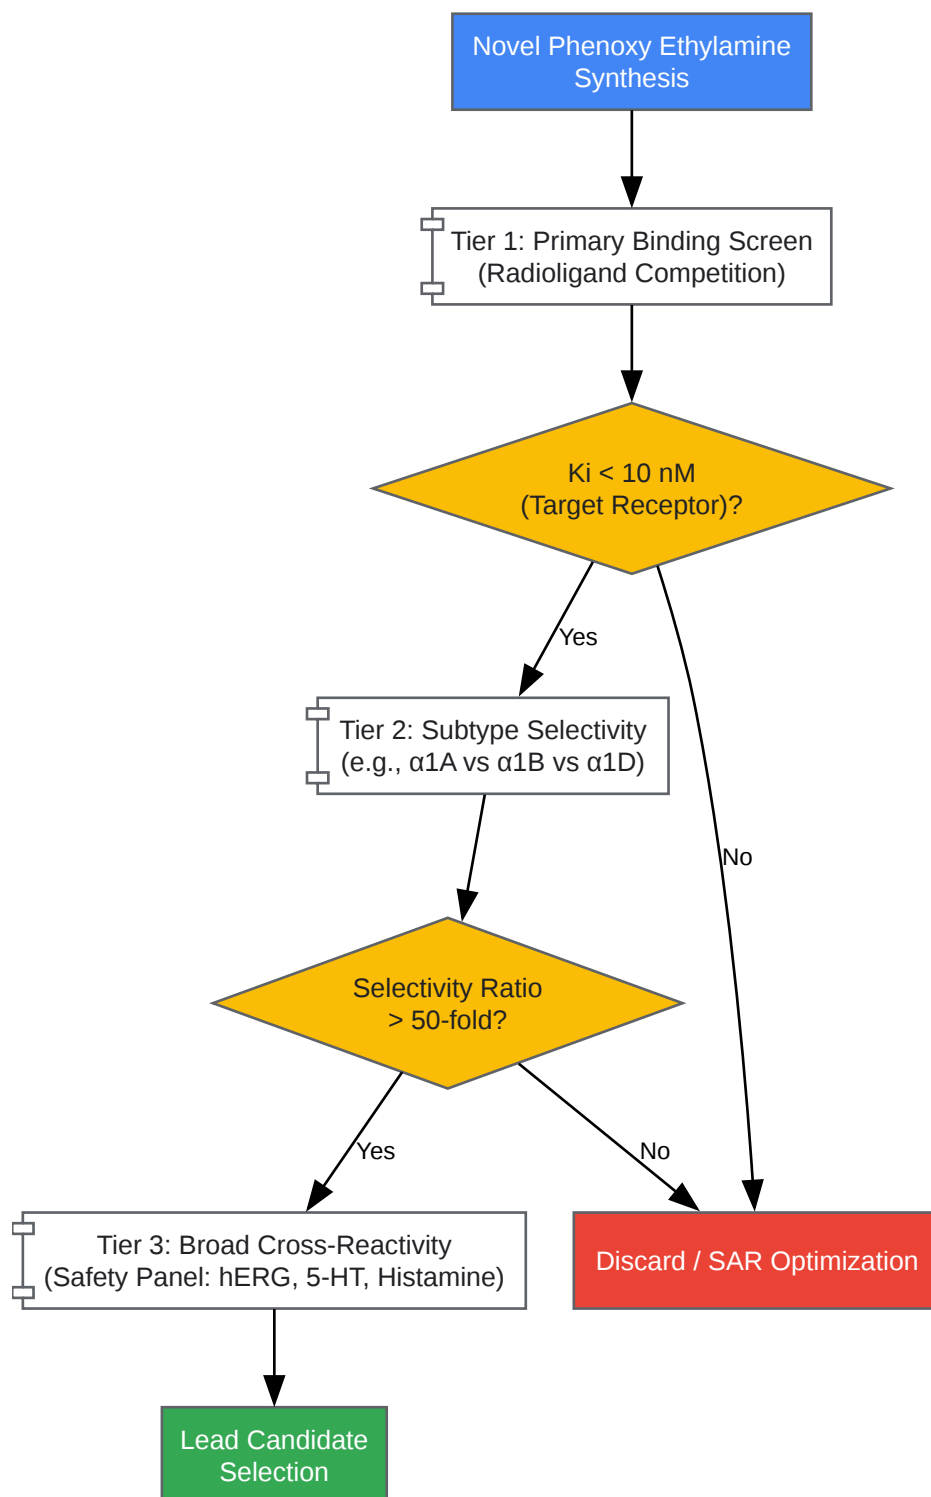 Novel Phenoxy Ethylamine
Synthesis
Tier 1: Primary Binding Screen
(Radioligand Competition)
Ki < 10 nM
(Target Receptor)?
Yes
Tier 2: Subtype Selectivity
(e.g., α1A vs α1B vs α1D)
No
Selectivity Ratio
> 50-fold?
Yes
No
Tier 3: Broad Cross-Reactivity
(Safety Panel: hERG, 5-HT, Histamine)
Discard / SAR Optimization
Lead Candidate
Selection